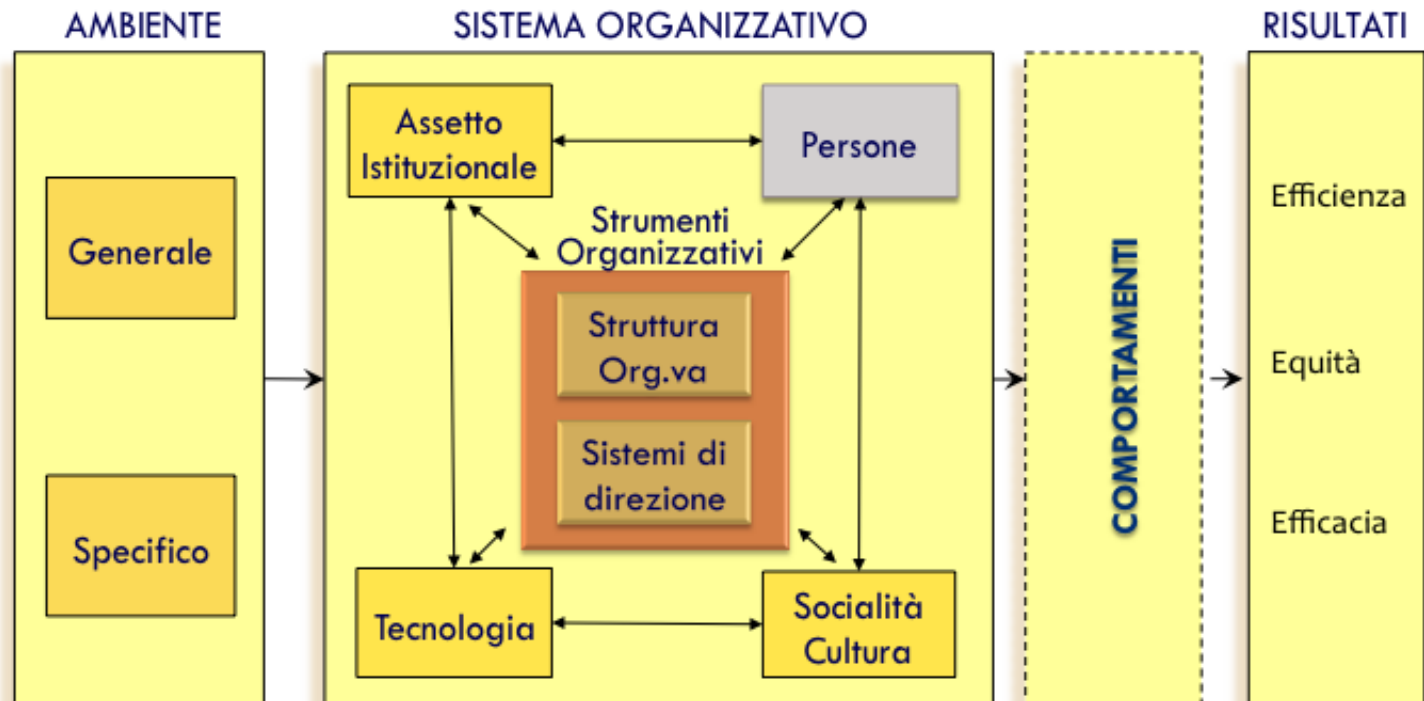 AMBIENTE
Generale
Specifico
SISTEMA ORGANIZZATIVO
Assetto
Istituzionale
Persone
Strumenti
Organizzativi
Struttura
Org.va
Sistemi di
direzione
Tecnologia
Socialità
Cultura
COMPORTAMENTI
RISULTATI
Efficienza
Equità
Efficacia